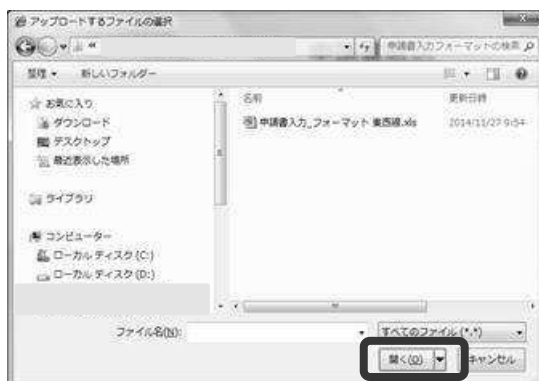 アップロードするファイルの選択
申請書入力フォーマットの検索
整理 ▼ 新しいフォルダー
名前 更新日時
お気に入り
ダウンロード
デスクトップ
最近表示した場所
ライブラリ
コンピューター
ローカル ディスク (C:)
ローカル ディスク (D:)
申請書入力_フォーマット 東西線.xls 2014/11/27 9:54
ファイル名(N): すべてのファイル (*.*)
開く(O) キャンセル